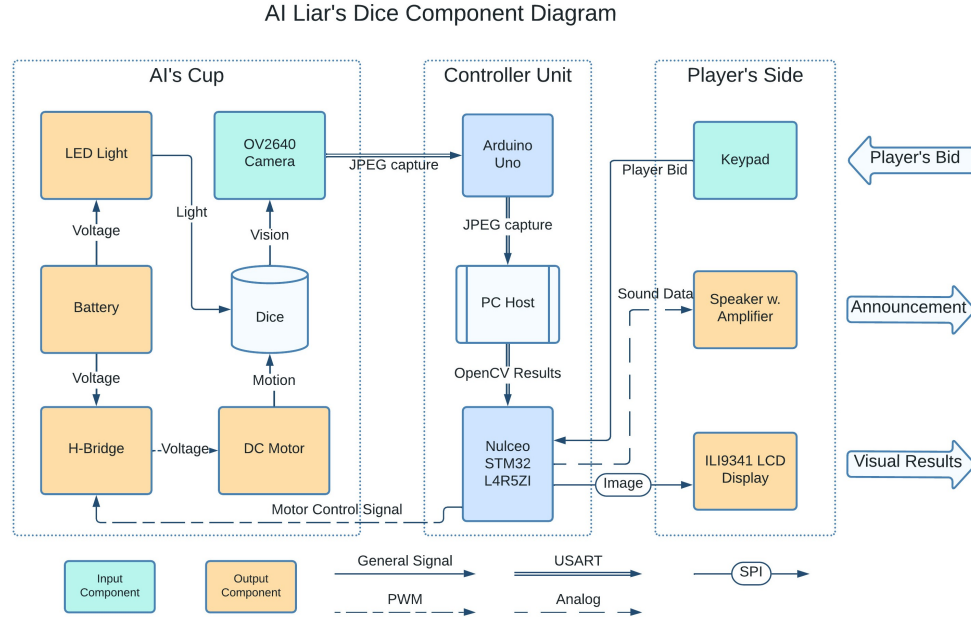 AI Liar's Dice Component Diagram
AI's Cup
Controller Unit
Player's Side
LED Light
OV2640
Camera
JPEG capture
Arduino
Uno
Player Bid
Keypad
Player's Bid
Light
Voltage
Vision
JPEG capture
Battery
Dice
PC Host
Sound Data
Speaker w.
Amplifier
Announcement
Voltage
Motion
OpenCV Results
H-Bridge
Voltage
DC Motor
Nulceo
STM32
L4R5ZI
Image
ILI9341 LCD
Display
Visual Results
Motor Control Signal
Input
Component
Output
Component
General Signal
USART
SPI
PWM
Analog